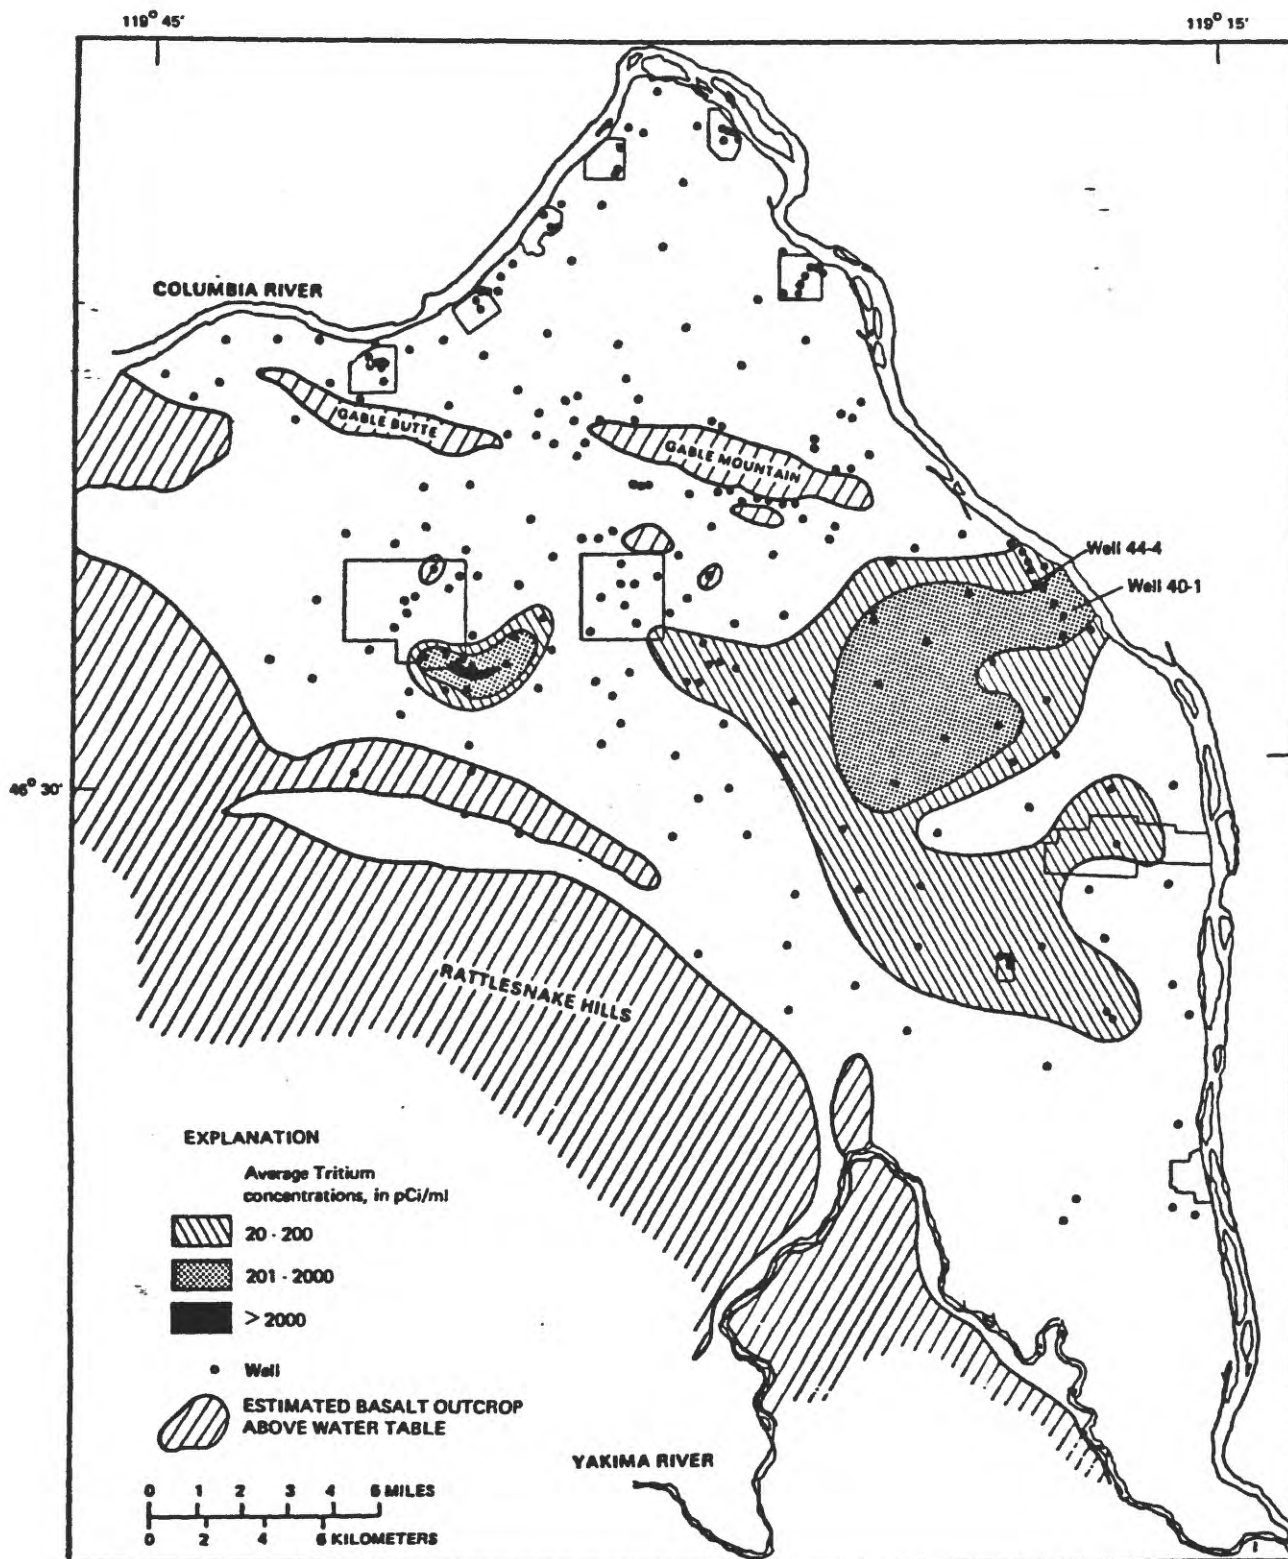 119° 45'
119° 15'
COLUMBIA RIVER
GABLE BUTTE
GABLE MOUNTAIN
Well 44-4
Well 40-1
46° 30'
RATTLESNAKE HILLS
EXPLANATION
Average Tritium
concentrations, in pCi/ml
20 - 200
201 - 2000
> 2000
Well
ESTIMATED BASALT OUTCROP
ABOVE WATER TABLE
YAKIMA RIVER
0 1 2 3 4 5 MILES
0 2 4 6 KILOMETERS